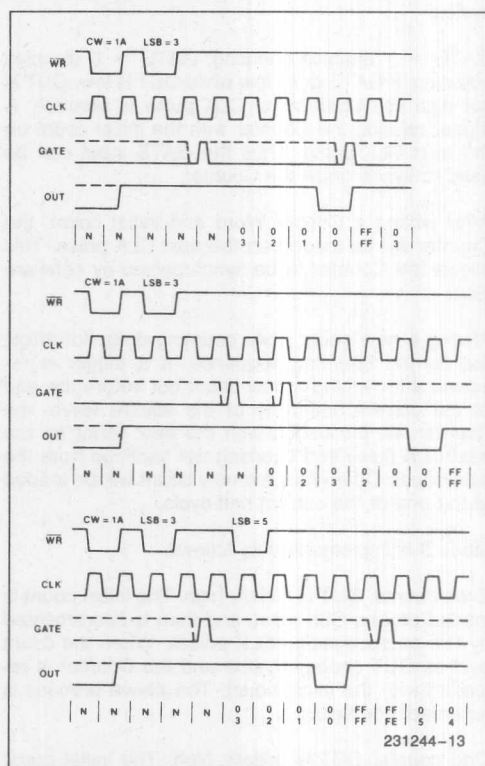 CW = 1A LSB = 3
WR
CLK
GATE
OUT
N N N N N 0 0 0 0 FF 0
3 2 1 0 FF 3
CW = 1A LSB = 3
WR
CLK
GATE
OUT
N N N N N 0 0 0 0 0 0 FF
3 2 3 2 1 0 FF
CW = 1A LSB = 3 LSB = 5
WR
CLK
GATE
OUT
N N N N N 0 0 0 0 FF FF 0 0
3 2 1 0 FF FE 5 4
231244-13